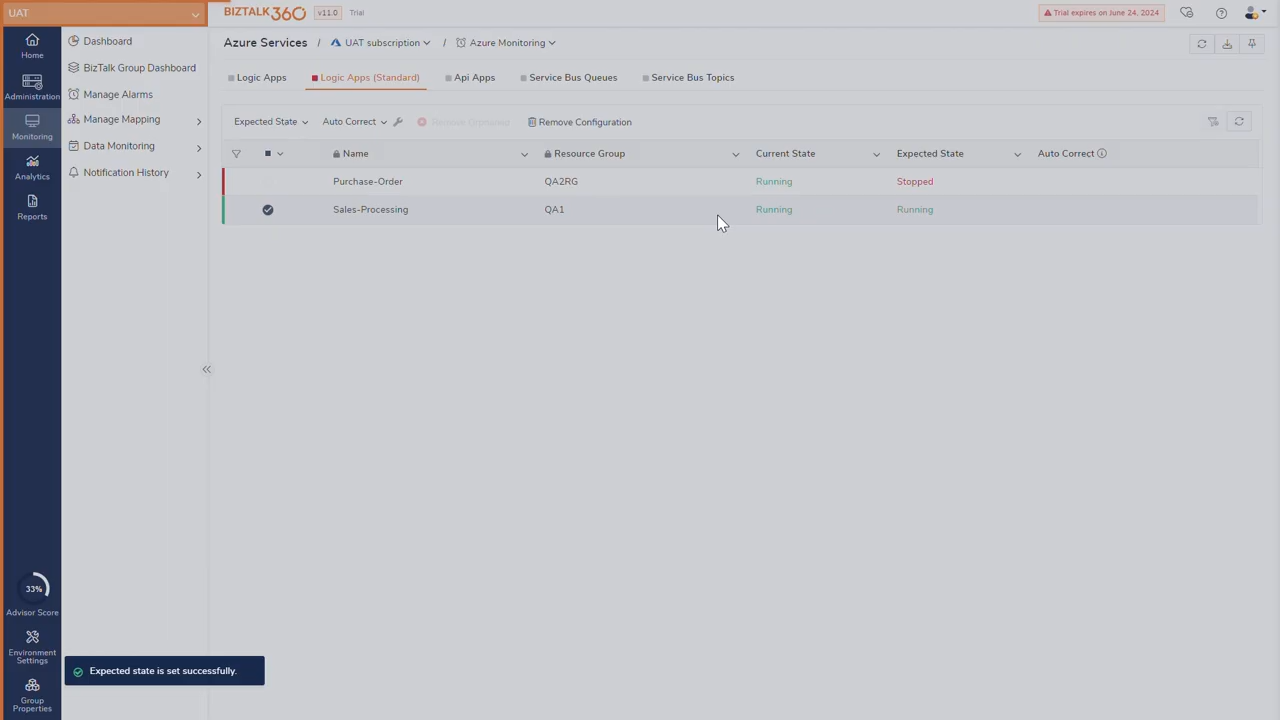 UAT
BIZTALK360
v11.0
Trial
Trial expires on June 24, 2024
Home
Administration
Monitoring
Analytics
Reports
33%
Advisor Score
Environment
Settings
Group
Properties
Dashboard
BizTalk Group Dashboard
Manage Alarms
Manage Mapping
Data Monitoring
Notification History
Azure Services / UAT subscription / Azure Monitoring
Logic Apps
Logic Apps (Standard)
Api Apps
Service Bus Queues
Service Bus Topics
Expected State
Auto Correct
Remove Orphaned
Remove Configuration
Name Resource Group Current State Expected State Auto Correct
Purchase-Order QA2RG Running Stopped
Sales-Processing QA1 Running Running
Expected state is set successfully.